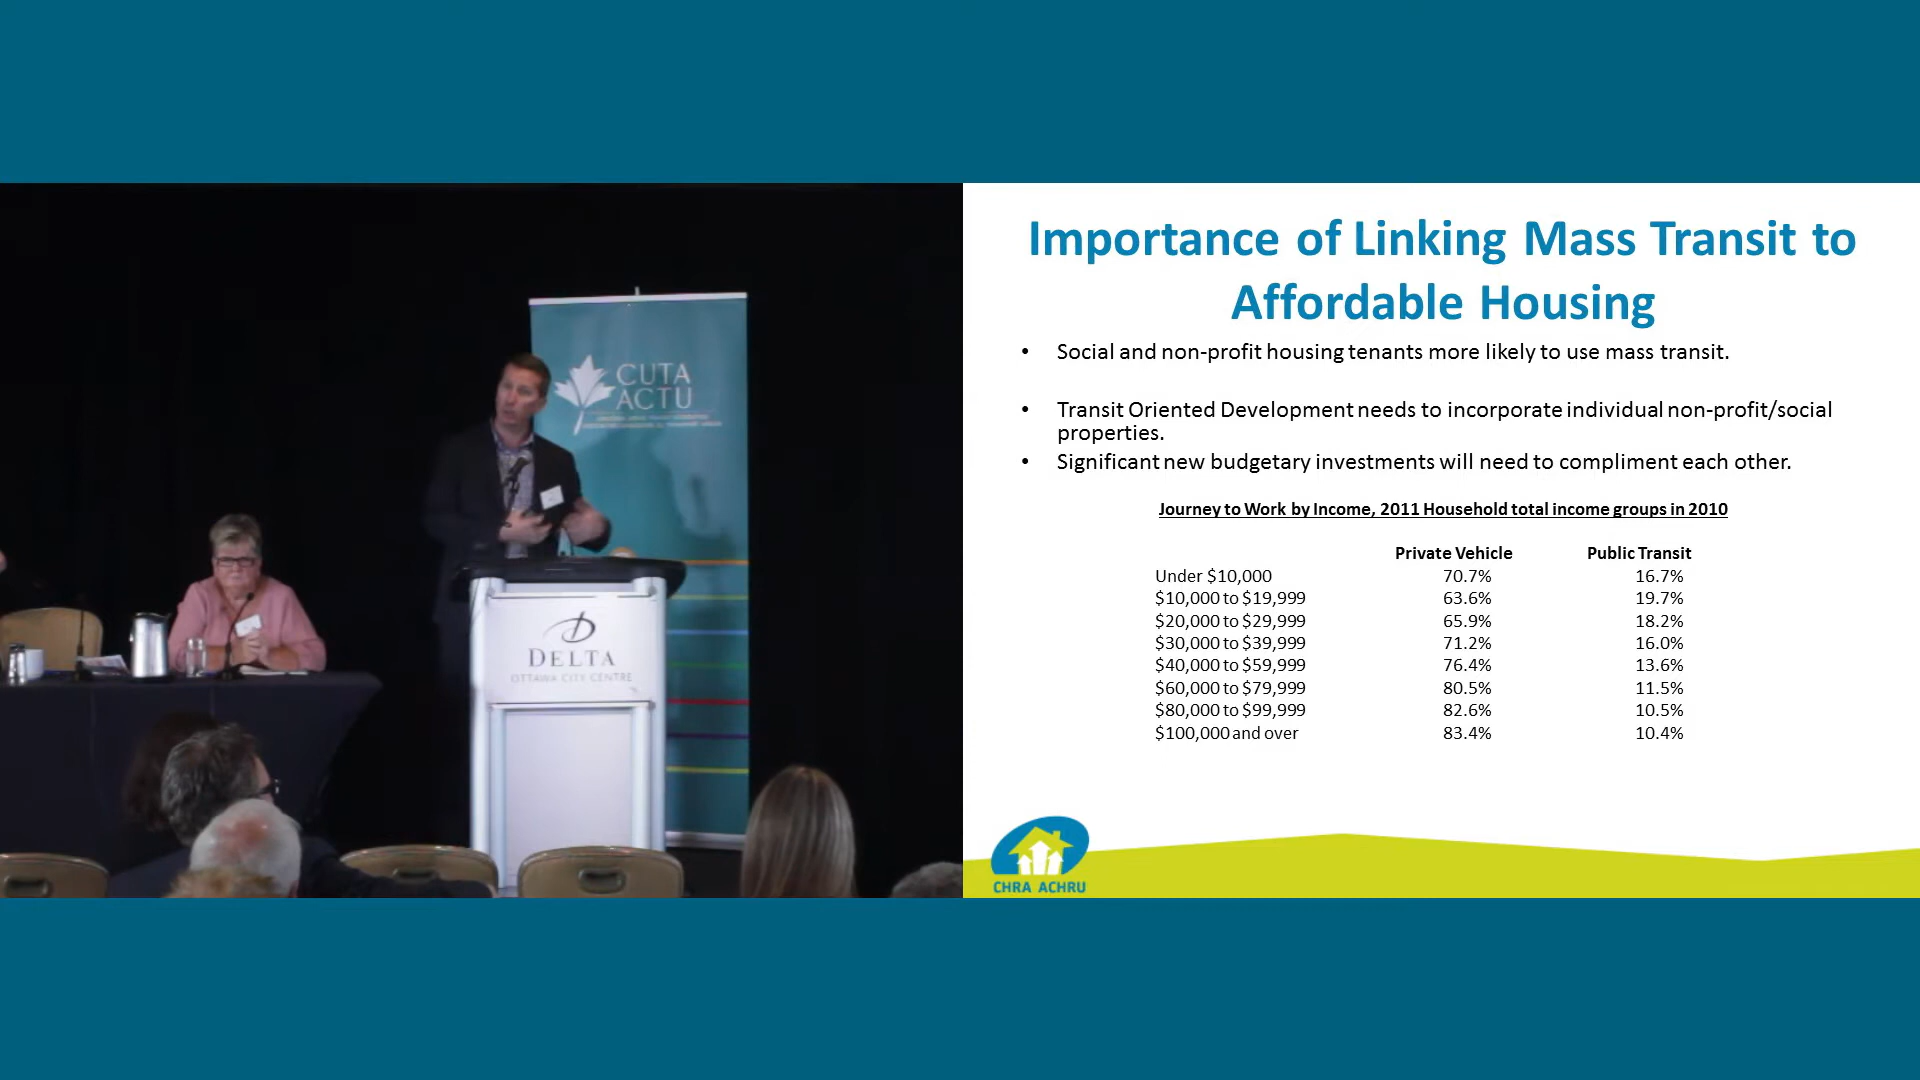 CUTA
ACTU
DELTA
OTTAWA CITY CENTRE
Importance of Linking Mass Transit to
Affordable Housing
• Social and non-profit housing tenants more likely to use mass transit.
• Transit Oriented Development needs to incorporate individual non-profit/social
properties.
• Significant new budgetary investments will need to compliment each other.
Journey to Work by Income, 2011 Household total income groups in 2010
Private Vehicle Public Transit
Under $10,000 70.7% 16.7%
$10,000 to $19,999 63.6% 19.7%
$20,000 to $29,999 65.9% 18.2%
$30,000 to $39,999 71.2% 16.0%
$40,000 to $59,999 76.4% 13.6%
$60,000 to $79,999 80.5% 11.5%
$80,000 to $99,999 82.6% 10.5%
$100,000 and over 83.4% 10.4%
CHRA ACHRU